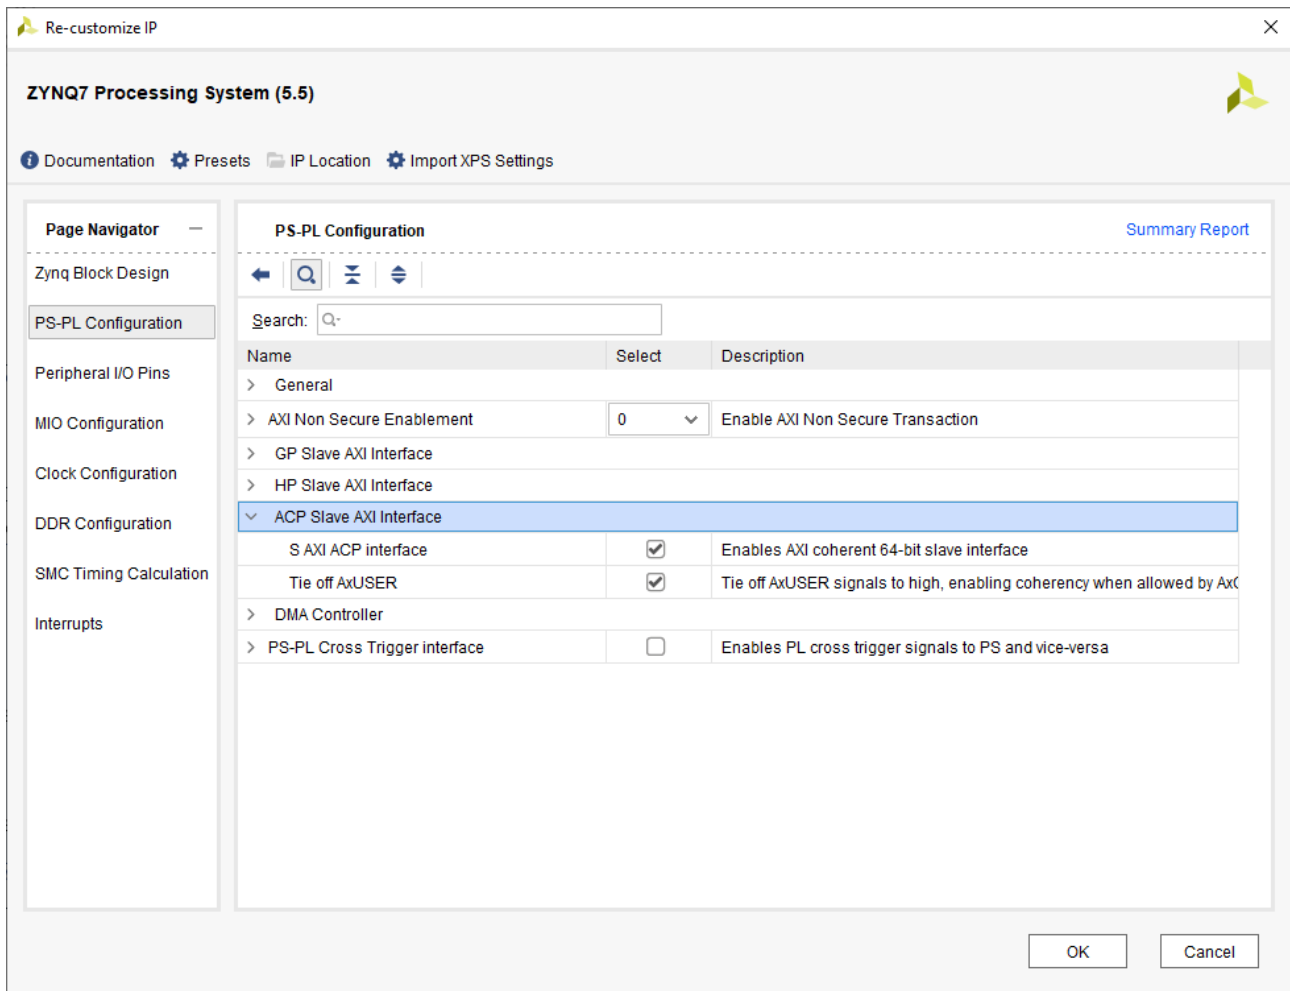 Re-customize IP
ZYNQ7 Processing System (5.5)
Documentation Presets IP Location Import XPS Settings
Page Navigator
Zynq Block Design
PS-PL Configuration
Peripheral I/O Pins
MIO Configuration
Clock Configuration
DDR Configuration
SMC Timing Calculation
Interrupts
PS-PL Configuration Summary Report
Search:
Name Select Description
General
AXI Non Secure Enablement 0 Enable AXI Non Secure Transaction
GP Slave AXI Interface
HP Slave AXI Interface
ACP Slave AXI Interface
S AXI ACP interface Enables AXI coherent 64-bit slave interface
Tie off AxUSER Tie off AxUSER signals to high, enabling coherency when allowed by
DMA Controller
PS-PL Cross Trigger interface Enables PL cross trigger signals to PS and vice-versa
OK Cancel